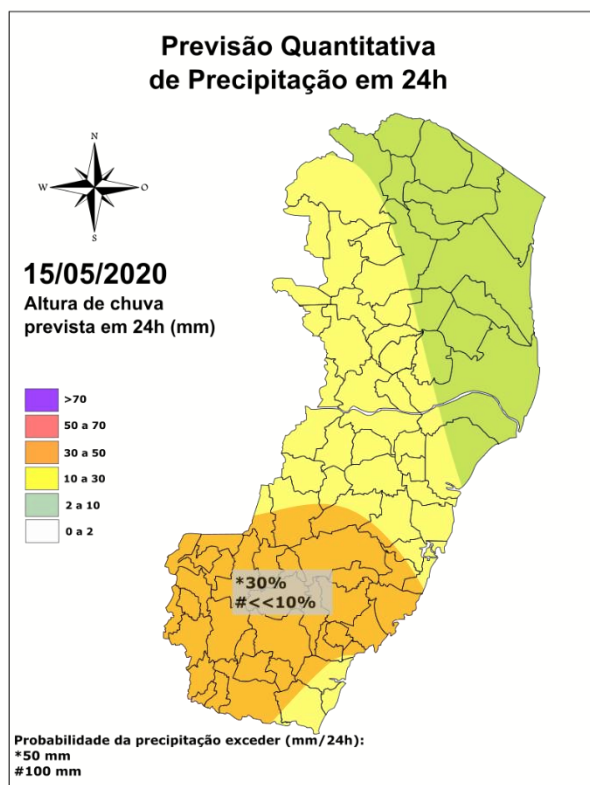 Previsão Quantitativa
de Precipitação em 24h
N
W
O
S
15/05/2020
Altura de chuva
prevista em 24h (mm)
>70
50 a 70
30 a 50
10 a 30
2 a 10
0 a 2
*30%
#<<10%
Probabilidade da precipitação exceder (mm/24h):
*50 mm
#100 mm